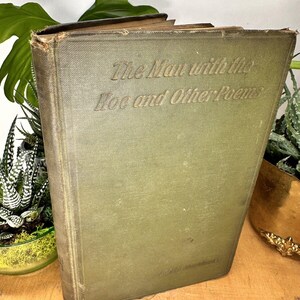 The Man with the
Hoe and Other Poems